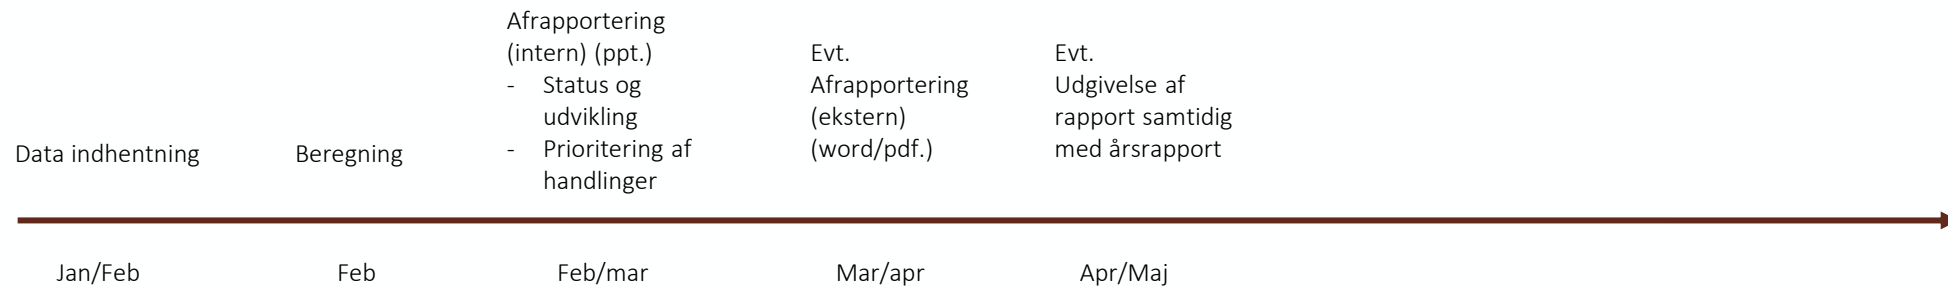 Data indhentning
Beregning
Afrapportering
(intern) (ppt.)
- Status og
udvikling
- Prioritering af
handlinger
Evt.
Afrapportering
(ekstern)
(word/pdf.)
Evt.
Udgivelse af
rapport samtidig
med årsrapport
Jan/Feb
Feb
Feb/mar
Mar/apr
Apr/Maj